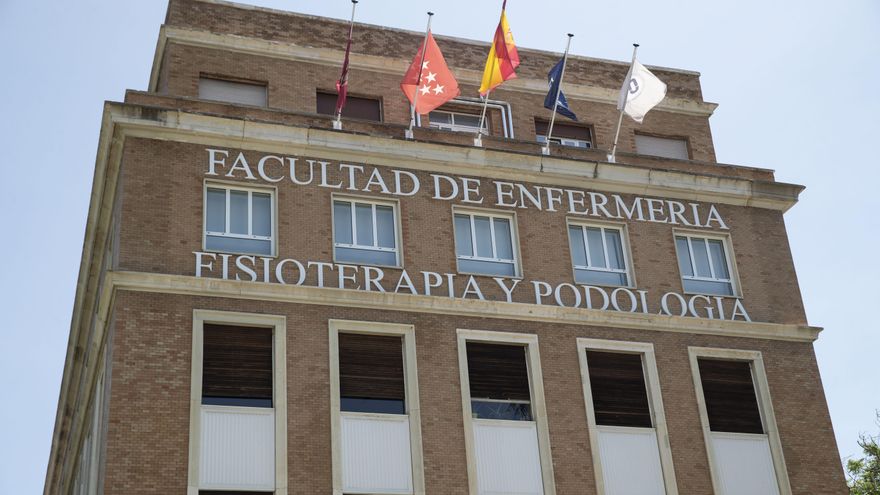 FACULTAD DE ENFERMERIA
FISIOTERAPIA Y PODOLOGIA